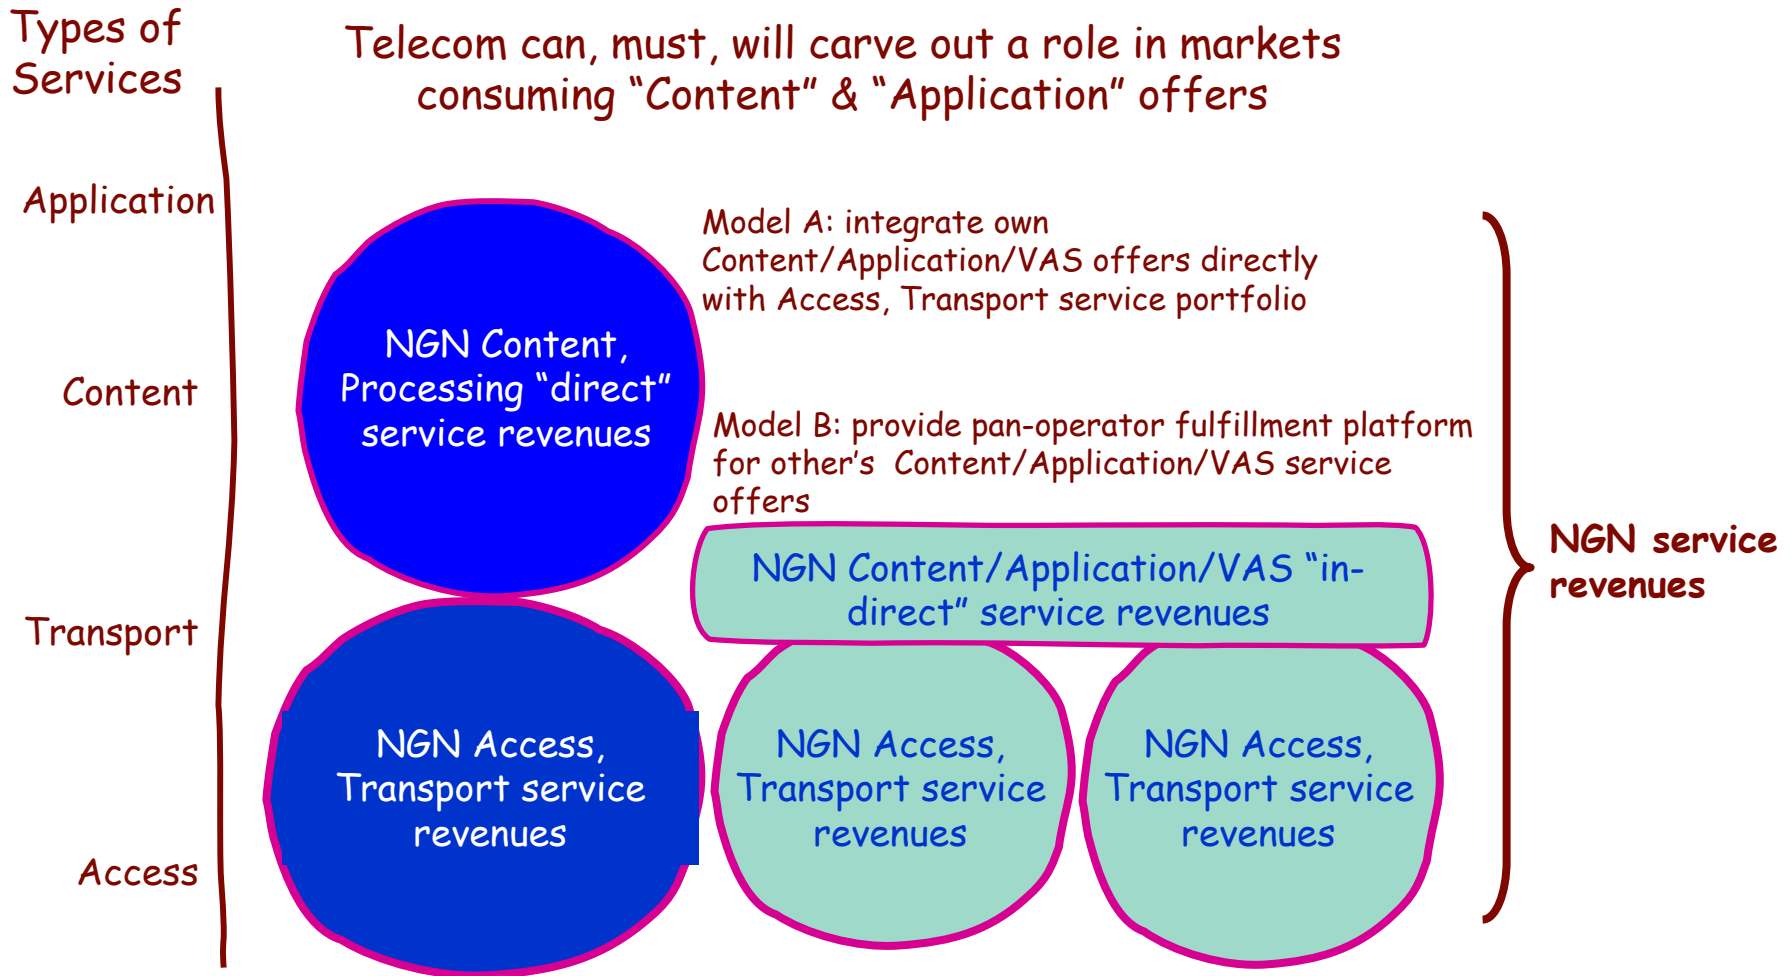 Types of
Services
Telecom can, must, will carve out a role in markets
consuming “Content” & “Application” offers
Application
Content
Transport
Access
NGN Content,
Processing “direct”
service revenues
Model A: integrate own
Content/Application/VAS offers directly
with Access, Transport service portfolio
Model B: provide pan-operator fulfillment platform
for other’s Content/Application/VAS service
offers
NGN Content/Application/VAS “in-
direct” service revenues
NGN Access,
Transport service
revenues
NGN Access,
Transport service
revenues
NGN Access,
Transport service
revenues
NGN service
revenues